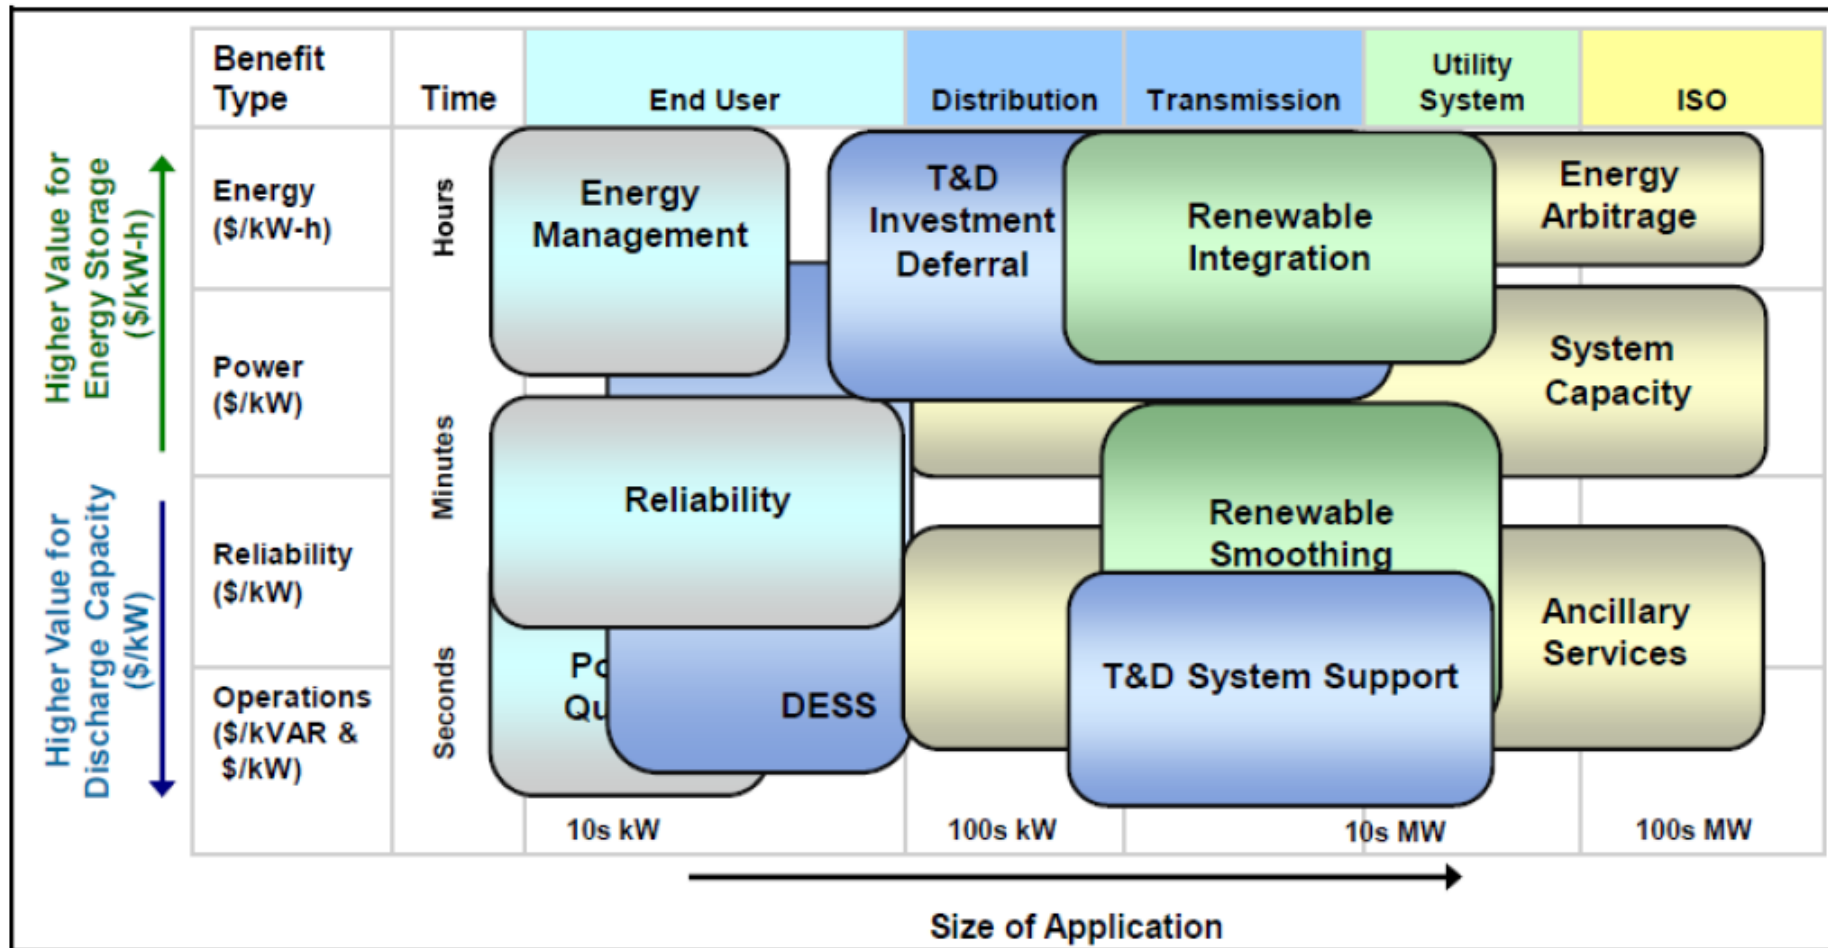 Benefit
Type
Time
End User
Distribution
Transmission
Utility
System
ISO
Higher Value for
Energy Storage
($/kW-h)
Higher Value for
Discharge Capacity
($/kW)
Energy
($/kW-h)
Power
($/kW)
Reliability
($/kW)
Operations
($/kVAR &
$/kW)
Hours
Minutes
Seconds
Energy
Management
T&D
Investment
Deferral
Renewable
Integration
Energy
Arbitrage
System
Capacity
Reliability
Renewable
Smoothing
Ancillary
Services
Po
Qu
DESS
T&D System Support
10s kW
100s kW
10s MW
100s MW
Size of Application